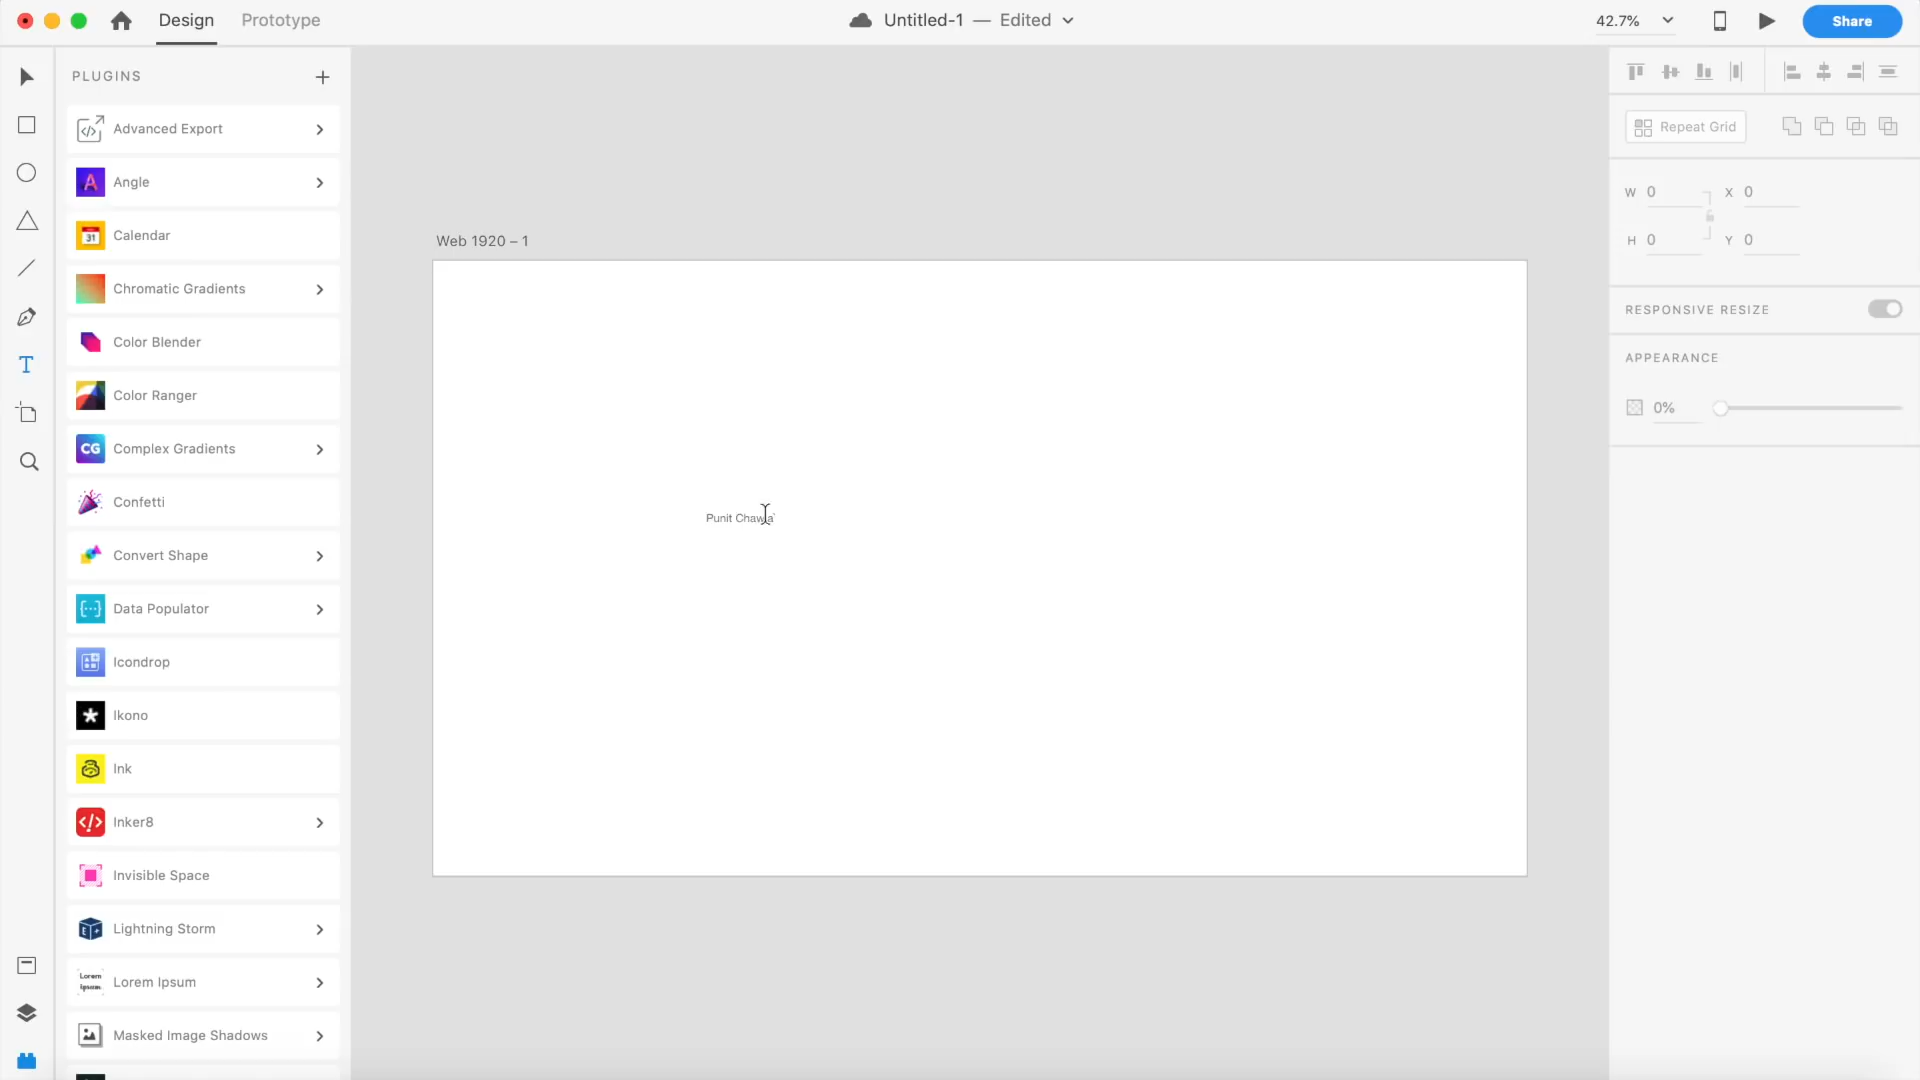 Design
Prototype
Untitled-1 — Edited
42.7%
Share
PLUGINS
+
Advanced Export
Angle
Calendar
Chromatic Gradients
Color Blender
Color Ranger
Complex Gradients
Confetti
Convert Shape
Data Populator
Icondrop
Ikono
Ink
Inker8
Invisible Space
Lightning Storm
Lorem Ipsum
Masked Image Shadows
A
31
CG
Lorem
ipsum.
T
Web 1920 – 1
Punit Chawla`
Repeat Grid
W 0
X 0
H 0
Y 0
RESPONSIVE RESIZE
APPEARANCE
0%